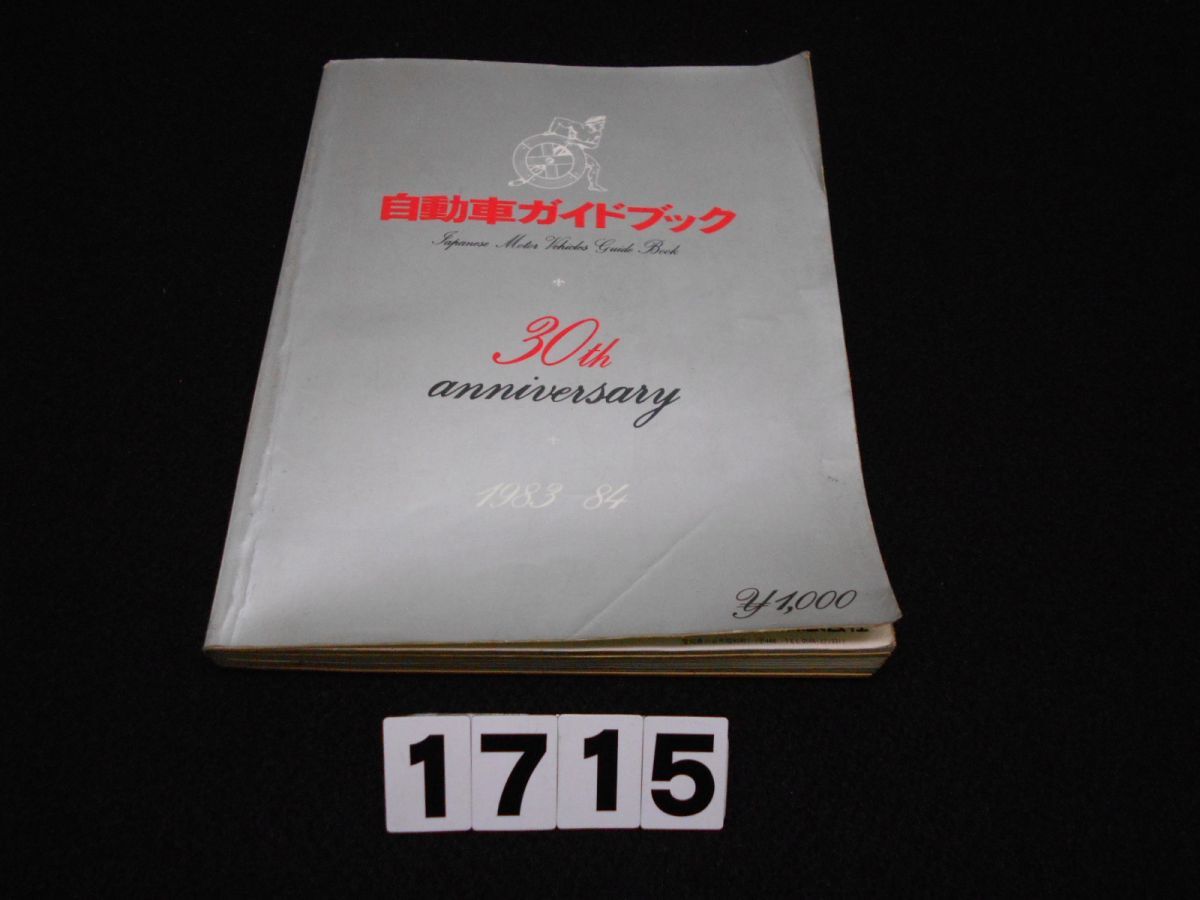 自動車ガイドブック
Japanese Motor Vehicles Guide Book
30th
anniversary
1983-84
¥1,000
1715